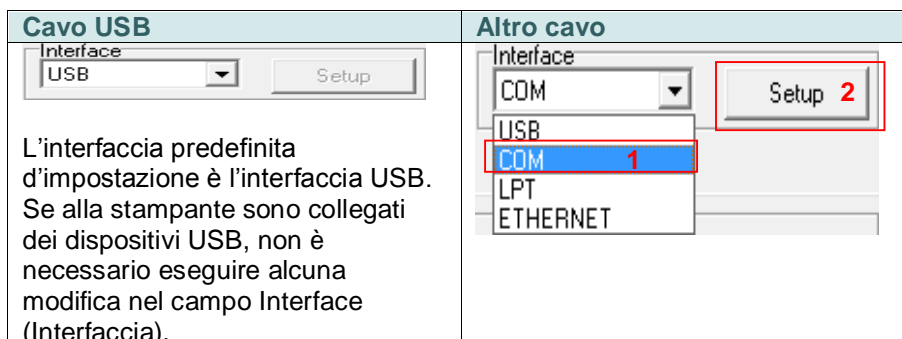 Cavo USB
Interface
USB
Setup
L'interfaccia predefinita
d'impostazione è l'interfaccia USB.
Se alla stampante sono collegati
dei dispositivi USB, non è
necessario eseguire alcuna
modifica nel campo Interface
(Interfaccia).
Altro cavo
Interface
COM
Setup 2
USB
COM 1
LPT
ETHERNET